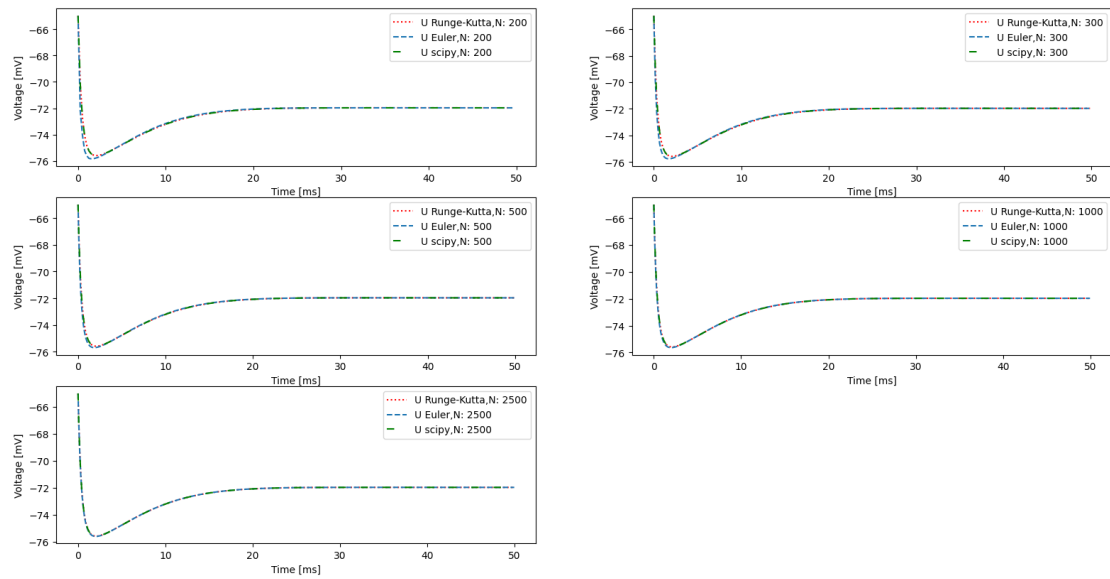 U Runge-Kutta,N: 200
U Euler,N: 200
U scipy,N: 200
Voltage [mV]
−66
−68
−70
−72
−74
−76
0 10 20 30 40 50
Time [ms]
U Runge-Kutta,N: 300
U Euler,N: 300
U scipy,N: 300
Voltage [mV]
−66
−68
−70
−72
−74
−76
0 10 20 30 40 50
Time [ms]
U Runge-Kutta,N: 500
U Euler,N: 500
U scipy,N: 500
Voltage [mV]
−66
−68
−70
−72
−74
−76
0 10 20 30 40 50
Time [ms]
U Runge-Kutta,N: 1000
U Euler,N: 1000
U scipy,N: 1000
Voltage [mV]
−66
−68
−70
−72
−74
−76
0 10 20 30 40 50
Time [ms]
U Runge-Kutta,N: 2500
U Euler,N: 2500
U scipy,N: 2500
Voltage [mV]
−66
−68
−70
−72
−74
−76
0 10 20 30 40 50
Time [ms]